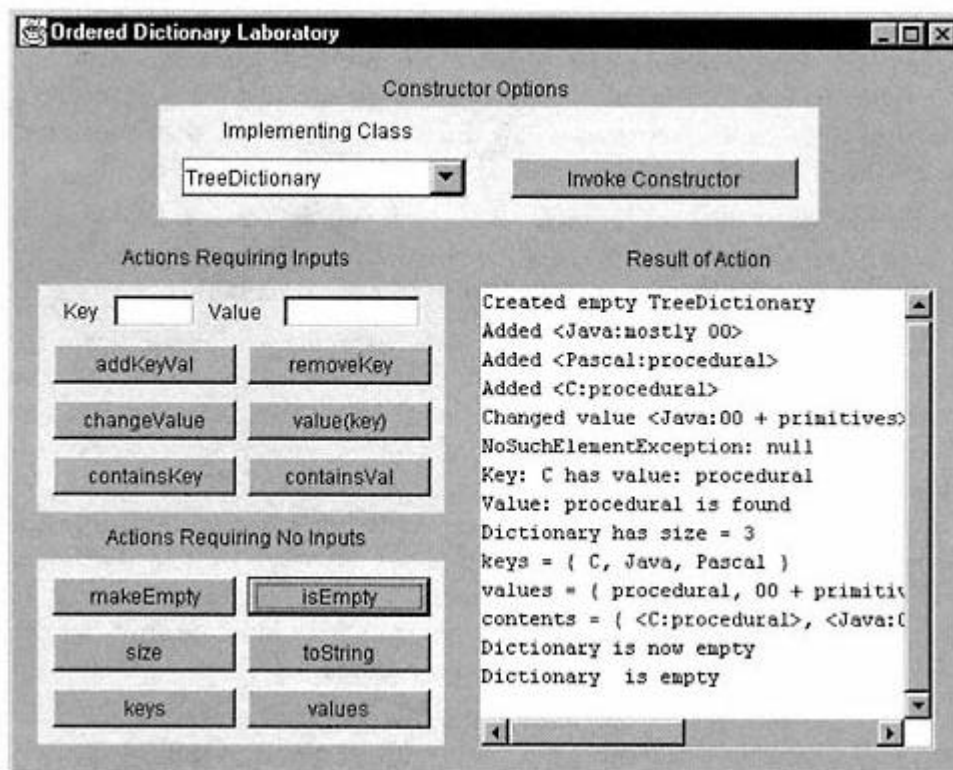 Ordered Dictionary Laboratory
Constructor Options
Implementing Class
TreeDictionary
Invoke Constructor
Actions Requiring Inputs
Key
Value
addKeyVal
removeKey
changeValue
value(key)
containsKey
containsVal
Actions Requiring No Inputs
makeEmpty
isEmpty
size
toString
keys
values
Result of Action
Created empty TreeDictionary
Added <Java:mostly OO>
Added <Pascal:procedural>
Added <C:procedural>
Changed value <Java:OO + primitives>
NoSuchElementException: null
Key: C has value: procedural
Value: procedural is found
Dictionary has size = 3
keys = { C, Java, Pascal }
values = { procedural, OO + primitiv
contents = { <C:procedural>, <Java:O
Dictionary is now empty
Dictionary  is empty